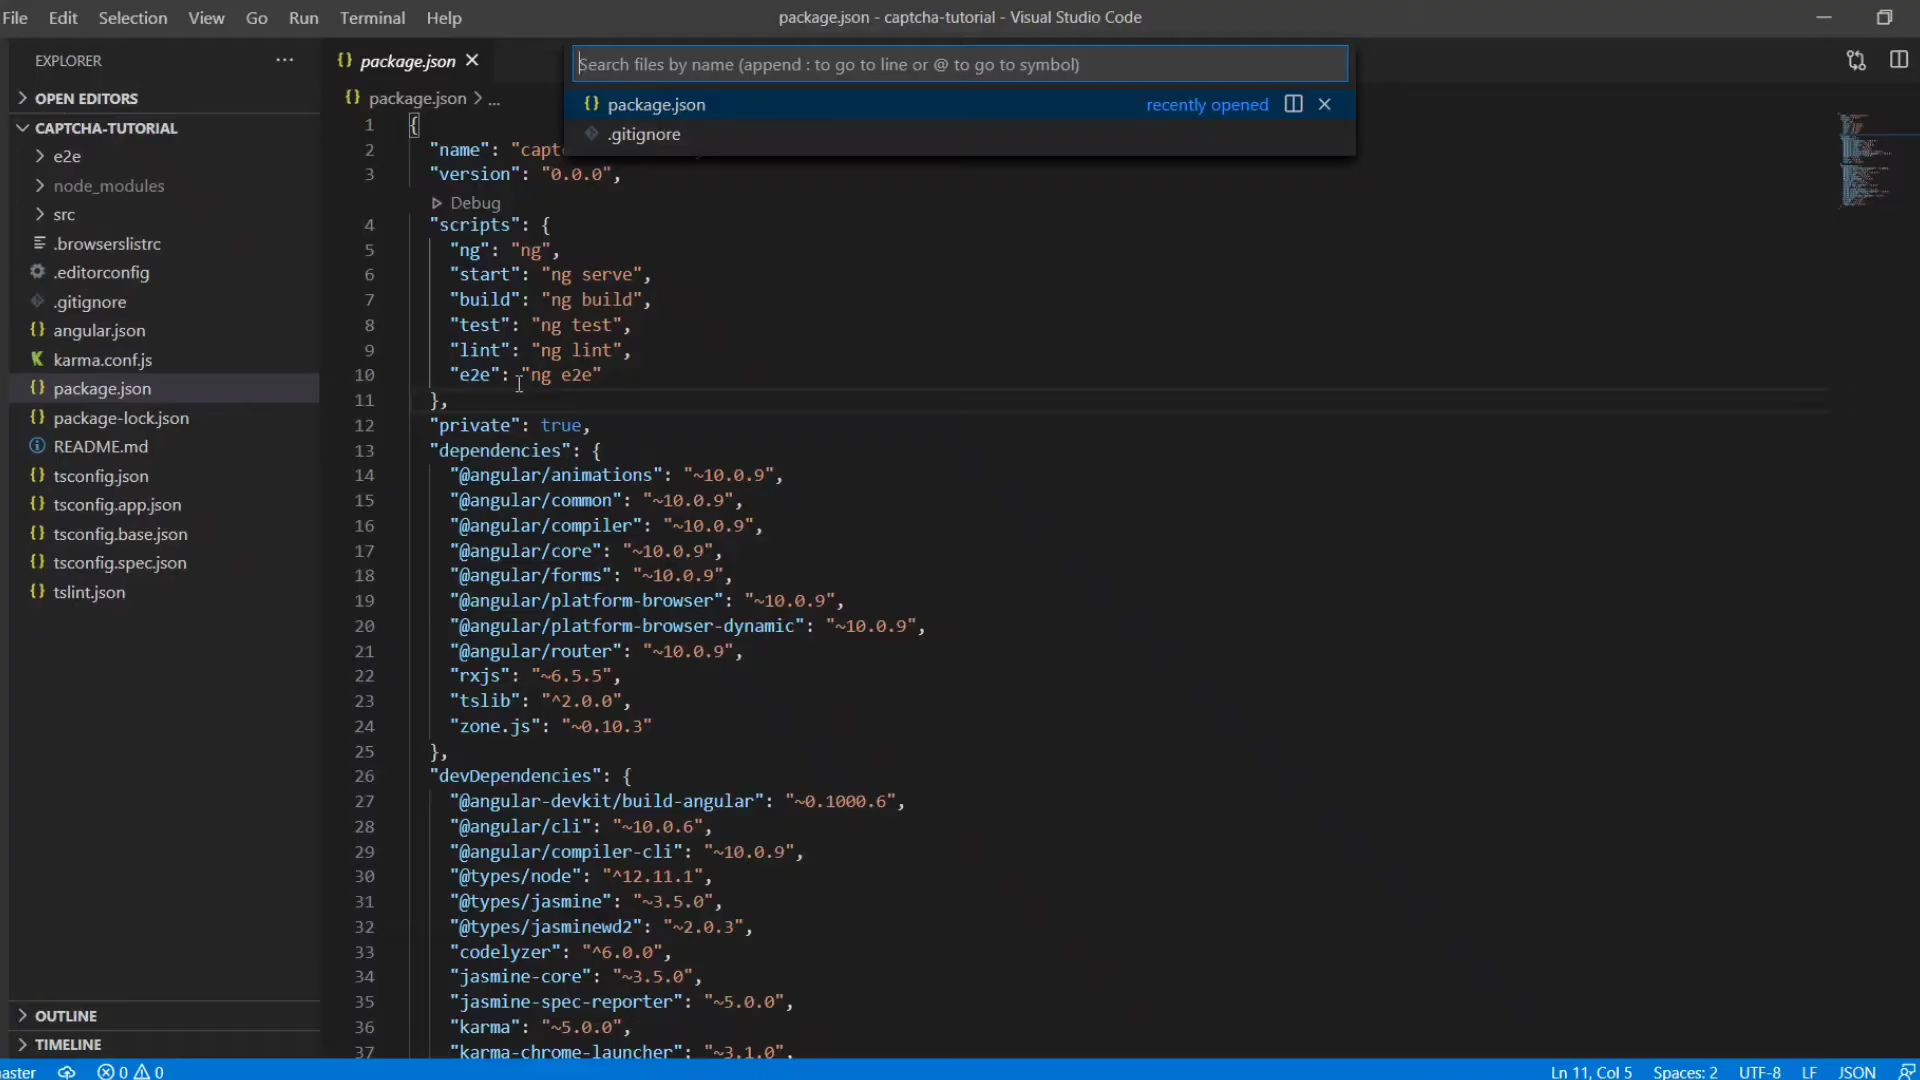 File Edit Selection View Go Run Terminal Help
package.json - captcha-tutorial - Visual Studio Code
EXPLORER
package.json
Search files by name (append : to go to line or @ to go to symbol)
package.json recently opened
.gitignore
OPEN EDITORS
CAPTCHA-TUTORIAL
e2e
node_modules
src
.browserslistrc
.editorconfig
.gitignore
angular.json
karma.conf.js
package.json
package-lock.json
README.md
tsconfig.json
tsconfig.app.json
tsconfig.base.json
tsconfig.spec.json
tslint.json
OUTLINE
TIMELINE
package.json > ...
1 {
2 "name": "capt
3 "version": "0.0.0",
Debug
4 "scripts": {
5 "ng": "ng",
6 "start": "ng serve",
7 "build": "ng build",
8 "test": "ng test",
9 "lint": "ng lint",
10 "e2e": "ng e2e"
11 },
12 "private": true,
13 "dependencies": {
14 "@angular/animations": "~10.0.9",
15 "@angular/common": "~10.0.9",
16 "@angular/compiler": "~10.0.9",
17 "@angular/core": "~10.0.9",
18 "@angular/forms": "~10.0.9",
19 "@angular/platform-browser": "~10.0.9",
20 "@angular/platform-browser-dynamic": "~10.0.9",
21 "@angular/router": "~10.0.9",
22 "rxjs": "~6.5.5",
23 "tslib": "^2.0.0",
24 "zone.js": "~0.10.3"
25 },
26 "devDependencies": {
27 "@angular-devkit/build-angular": "~0.1000.6",
28 "@angular/cli": "~10.0.6",
29 "@angular/compiler-cli": "~10.0.9",
30 "@types/node": "^12.11.1",
31 "@types/jasmine": "~3.5.0",
32 "@types/jasminewd2": "~2.0.3",
33 "codelyzer": "^6.0.0",
34 "jasmine-core": "~3.5.0",
35 "jasmine-spec-reporter": "~5.0.0",
36 "karma": "~5.0.0",
37 "karma-chrome-launcher": "~3.1.0",
aster 0 0 Ln 11, Col 5 Spaces: 2 UTF-8 LF JSON